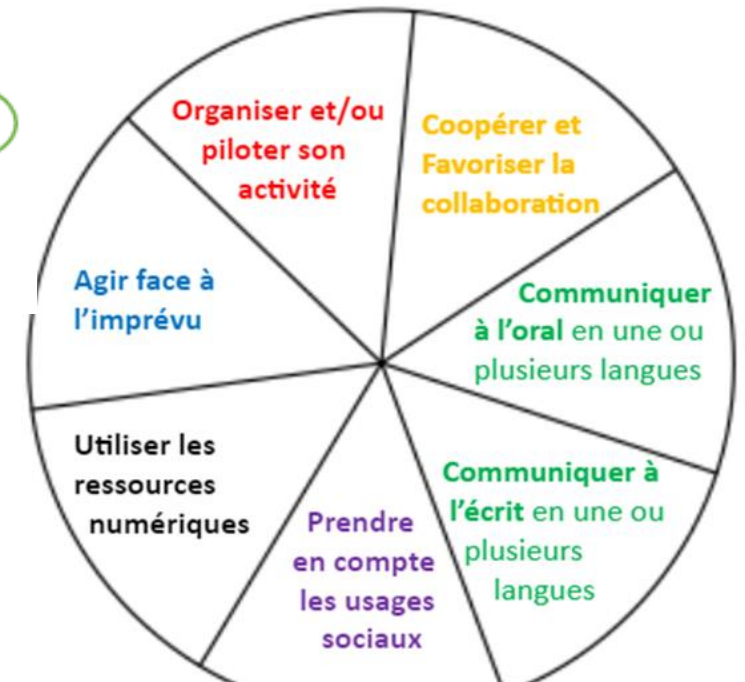 Organiser et/ou
piloter son
activité
Coopérer et
Favoriser la
collaboration
Communiquer
à l’oral en une ou
plusieurs langues
Communiquer à
l’écrit en une ou
plusieurs
langues
Prendre
en compte
les usages
sociaux
Utiliser les
ressources
numériques
Agir face à
l’imprévu